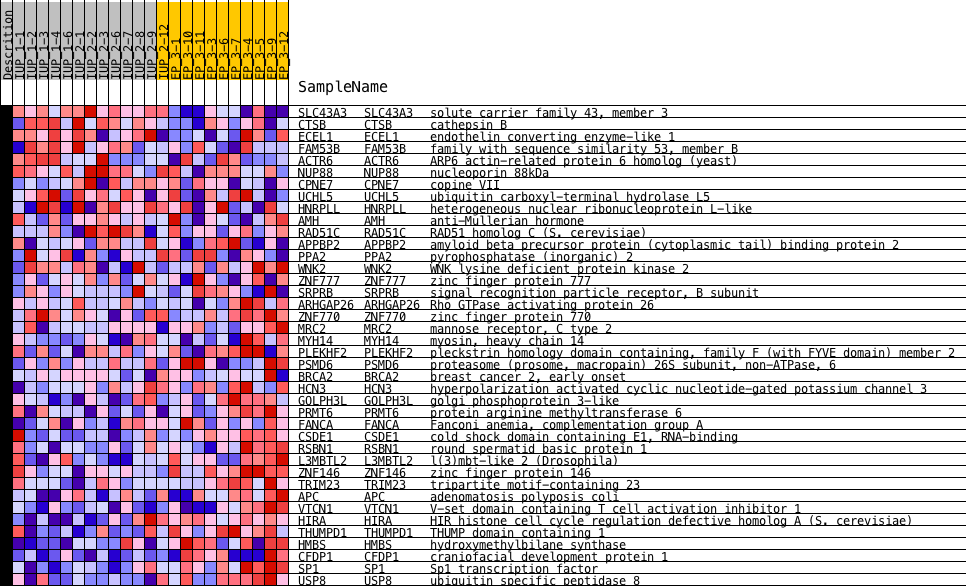 Descrition
IUP_1-1
IUP_1-2
IUP_1-3
IUP_1-4
IUP_1-6
IUP_2-1
IUP_2-2
IUP_2-3
IUP_2-6
IUP_2-7
IUP_2-8
IUP_2-9
IUP_2-12
EP_3-1
EP_3-10
EP_3-11
EP_3-3
EP_3-6
EP_3-7
EP_3-4
EP_3-5
EP_3-9
EP_3-12
SampleName
SLC43A3 SLC43A3 solute carrier family 43, member 3
CTSB CTSB cathepsin B
ECEL1 ECEL1 endothelin converting enzyme-like 1
FAM53B FAM53B family with sequence similarity 53, member B
ACTR6 ACTR6 ARP6 actin-related protein 6 homolog (yeast)
NUP88 NUP88 nucleoporin 88kDa
CPNE7 CPNE7 copine VII
UCHL5 UCHL5 ubiquitin carboxyl-terminal hydrolase L5
HNRPLL HNRPLL heterogeneous nuclear ribonucleoprotein L-like
AMH AMH anti-Mullerian hormone
RAD51C RAD51C RAD51 homolog C (S. cerevisiae)
APPBP2 APPBP2 amyloid beta precursor protein (cytoplasmic tail) binding protein 2
PPA2 PPA2 pyrophosphatase (inorganic) 2
WNK2 WNK2 WNK lysine deficient protein kinase 2
ZNF777 ZNF777 zinc finger protein 777
SRPRB SRPRB signal recognition particle receptor, B subunit
ARHGAP26 ARHGAP26 Rho GTPase activating protein 26
ZNF770 ZNF770 zinc finger protein 770
MRC2 MRC2 mannose receptor, C type 2
MYH14 MYH14 myosin, heavy chain 14
PLEKHF2 PLEKHF2 pleckstrin homology domain containing, family F (with FYVE domain) member 2
PSMD6 PSMD6 proteasome (prosome, macropain) 26S subunit, non-ATPase, 6
BRCA2 BRCA2 breast cancer 2, early onset
HCN3 HCN3 hyperpolarization activated cyclic nucleotide-gated potassium channel 3
GOLPH3L GOLPH3L golgi phosphoprotein 3-like
PRMT6 PRMT6 protein arginine methyltransferase 6
FANCA FANCA Fanconi anemia, complementation group A
CSDE1 CSDE1 cold shock domain containing E1, RNA-binding
RSBN1 RSBN1 round spermatid basic protein 1
L3MBTL2 L3MBTL2 l(3)mbt-like 2 (Drosophila)
ZNF146 ZNF146 zinc finger protein 146
TRIM23 TRIM23 tripartite motif-containing 23
APC APC adenomatosis polyposis coli
VTCN1 VTCN1 V-set domain containing T cell activation inhibitor 1
HIRA HIRA HIR histone cell cycle regulation defective homolog A (S. cerevisiae)
THUMPD1 THUMPD1 THUMP domain containing 1
HMBS HMBS hydroxymethylbilane synthase
CFDP1 CFDP1 craniofacial development protein 1
SP1 SP1 Sp1 transcription factor
USP8 USP8 ubiquitin specific peptidase 8